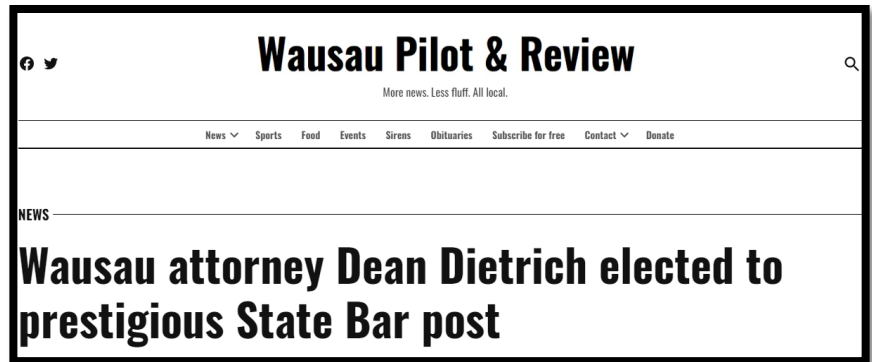 Wausau Pilot & Review
More news. Less fluff. All local.
News Sports Food Events Sirens Obituaries Subscribe for free Contact Donate
NEWS
Wausau attorney Dean Dietrich elected to
prestigious State Bar post